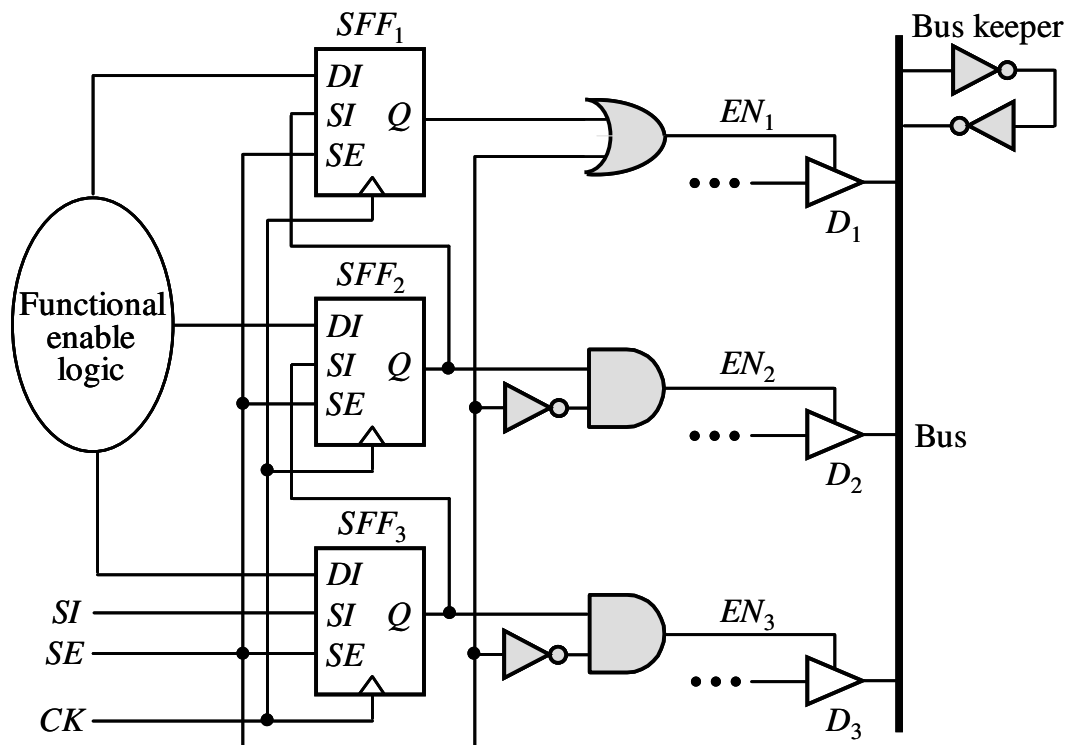 SFF1
Bus keeper
DI
SI
Q
SE
EN1
D1
SFF2
Functional
enable
logic
DI
SI
Q
SE
EN2
D2
Bus
SFF3
DI
SI
SI
Q
SE
SE
EN3
D3
CK